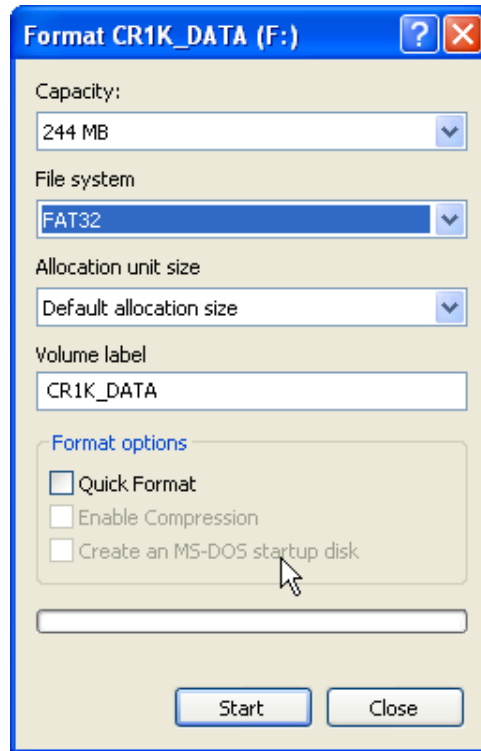 Format CR1K_DATA (F:)
Capacity:
244 MB
File system
FAT32
Allocation unit size
Default allocation size
Volume label
CR1K_DATA
Format options
Quick Format
Enable Compression
Create an MS-DOS startup disk
Start
Close